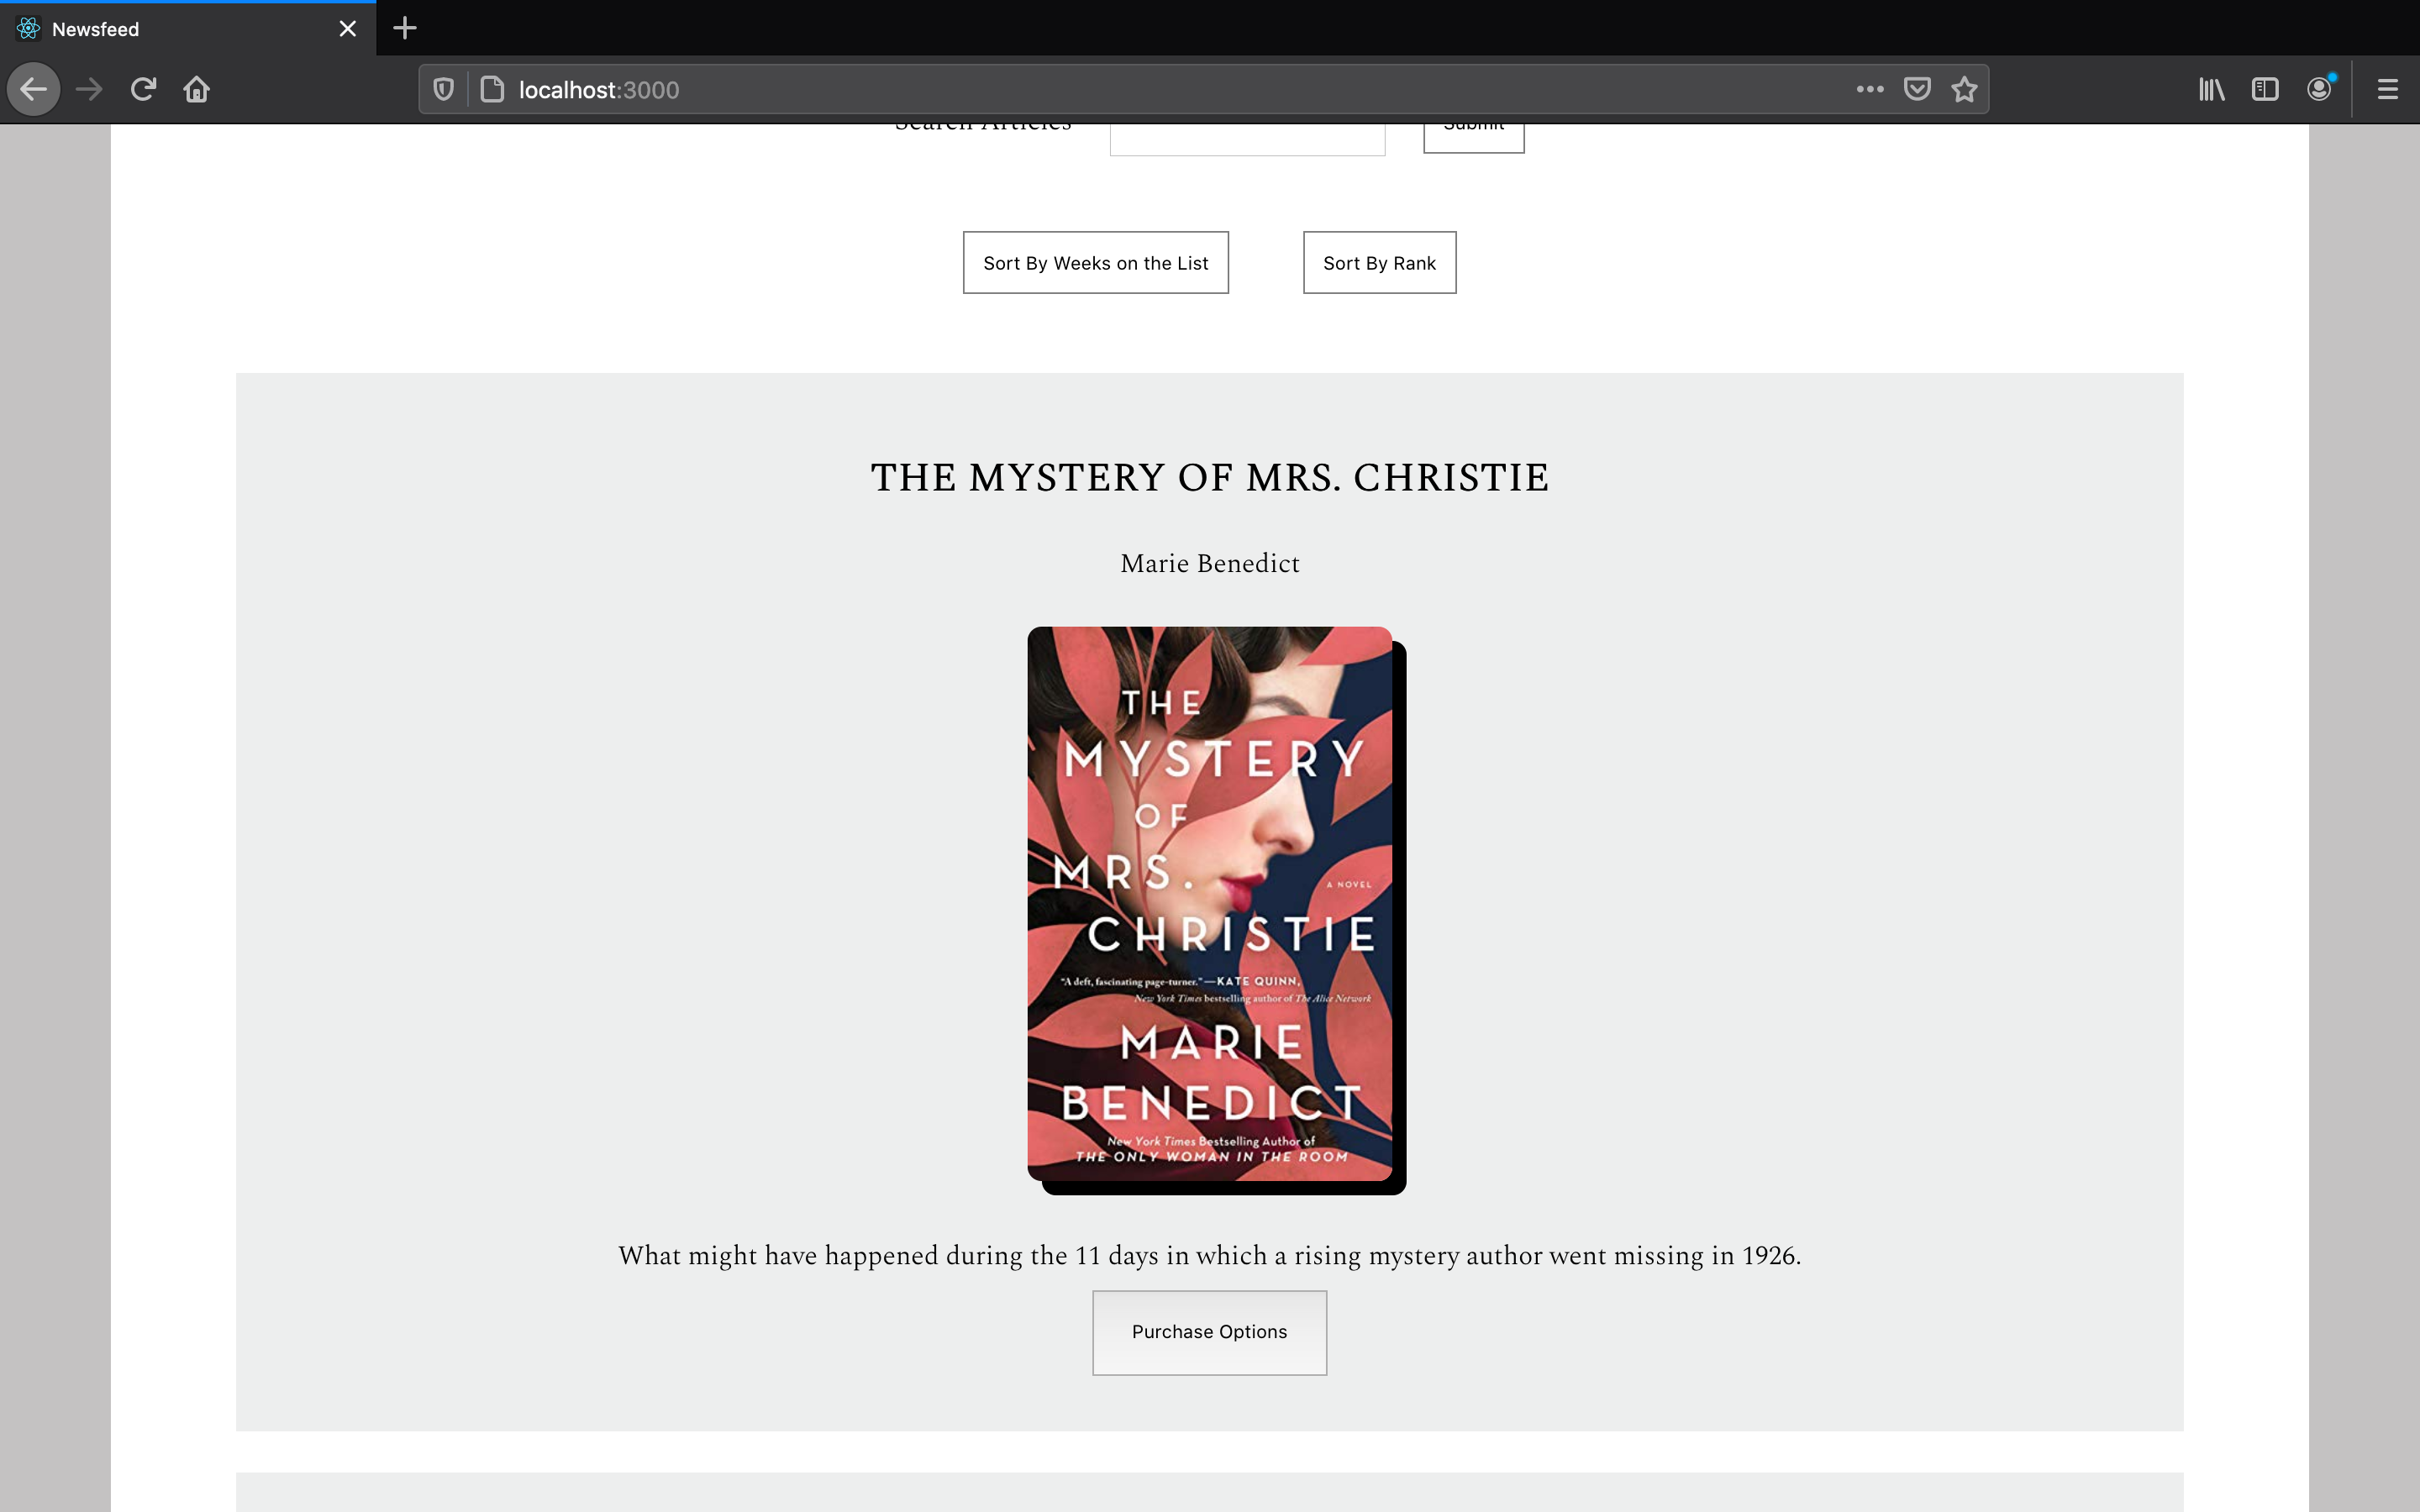 Newsfeed
localhost:3000
Search Articles
Submit
Sort By Weeks on the List
Sort By Rank
THE MYSTERY OF MRS. CHRISTIE
Marie Benedict
THE
MYSTERY
OF
MRS.
A NOVEL
CHRISTIE
"A deft, fascinating page-turner."—KATE QUINN,
New York Times bestselling author of The Alice Network
MARIE
BENEDICT
New York Times Bestselling Author of
THE ONLY WOMAN IN THE ROOM
What might have happened during the 11 days in which a rising mystery author went missing in 1926.
Purchase Options